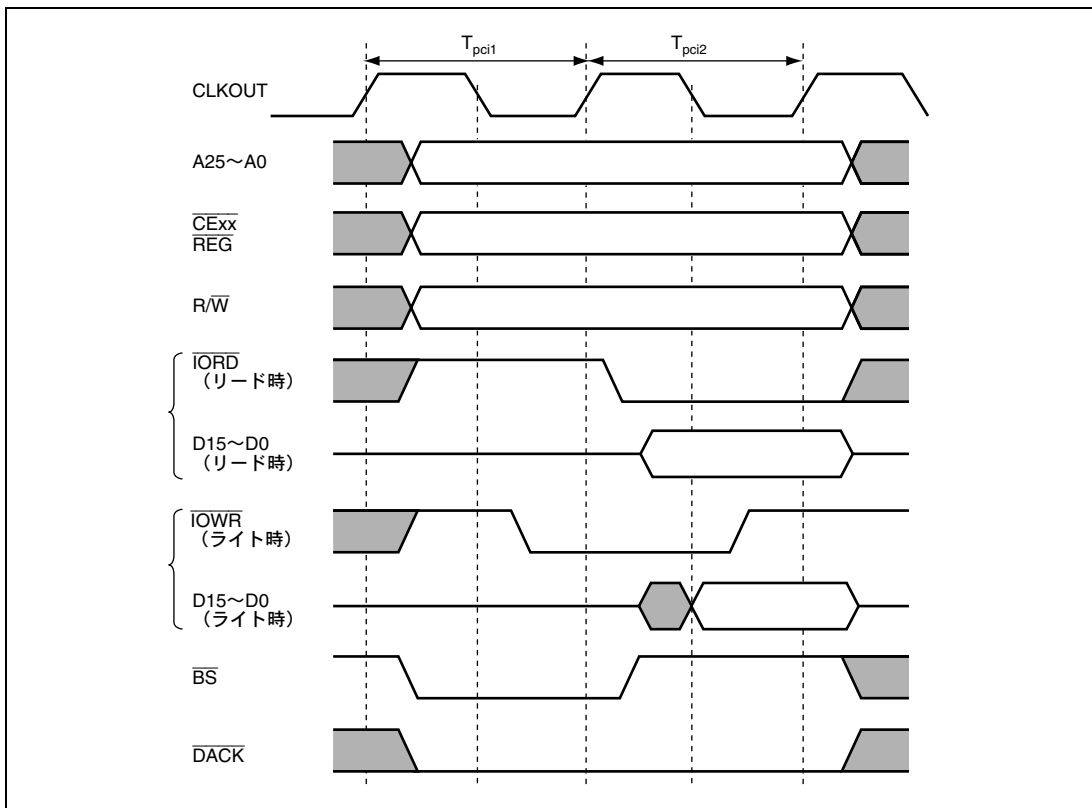 Tpci1 Tpci2
CLKOUT
A25～A0
CExx
REG
R/W
IORD
（リード時）
D15～D0
（リード時）
IOWR
（ライト時）
D15～D0
（ライト時）
BS
DACK